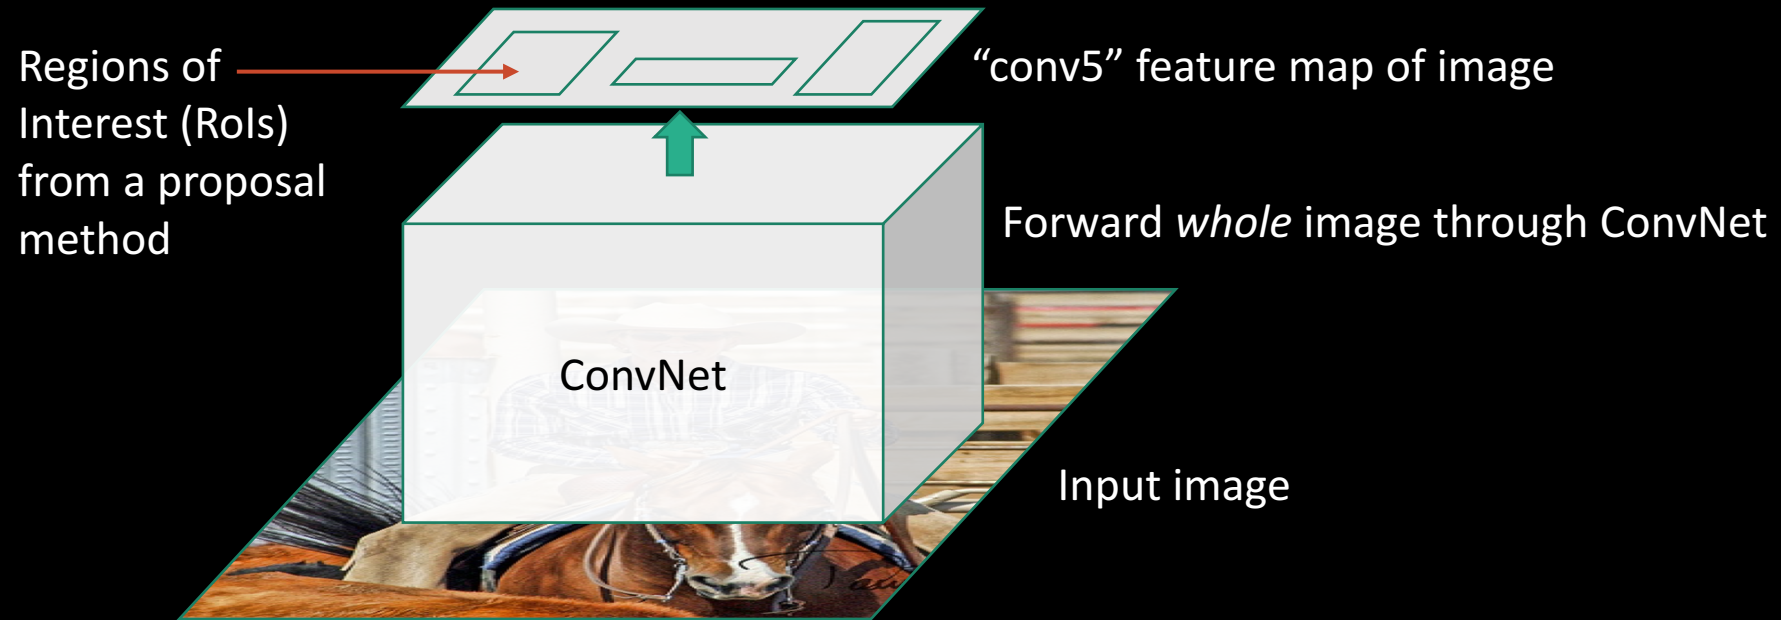 Regions of
Interest (RoIs)
from a proposal
method
“conv5” feature map of image
Forward whole image through ConvNet
ConvNet
Input image